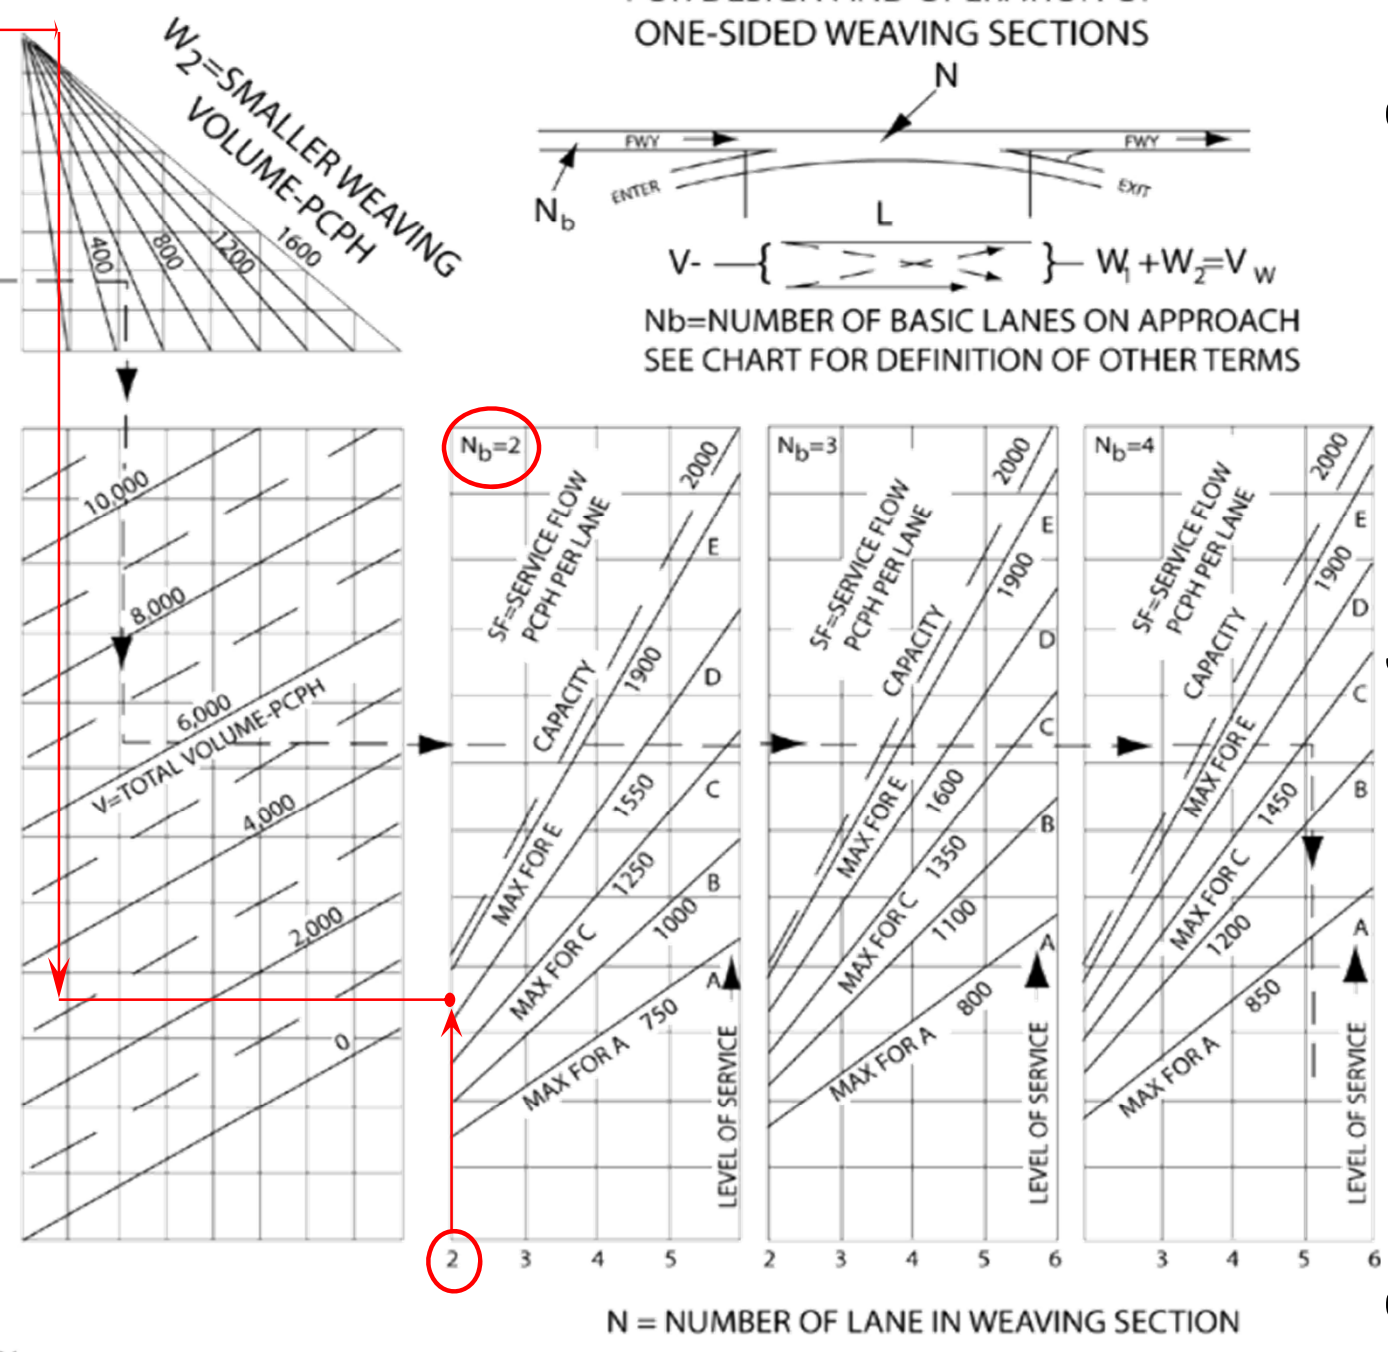 ONE-SIDED WEAVING SECTIONS
W2=SMALLER WEAVING
VOLUME-PCPH
400
800
1200
1600
N
FWY
FWY
ENTER
EXIT
Nb
L
V-
W1+W2=VW
Nb=NUMBER OF BASIC LANES ON APPROACH
SEE CHART FOR DEFINITION OF OTHER TERMS
10,000
8,000
6,000
V=TOTAL VOLUME-PCPH
4,000
2,000
0
Nb=2
2000
SF=SERVICE FLOW
PCPH PER LANE
E
CAPACITY
1900
D
1550
C
MAX FOR E
1250
B
1000
MAX FOR C
A
750
MAX FOR A
LEVEL OF SERVICE
2
3
4
5
Nb=3
2000
SF=SERVICE FLOW
PCPH PER LANE
E
1900
CAPACITY
D
C
1600
MAX FOR E
B
1350
1100
MAX FOR C
A
800
MAX FOR A
LEVEL OF SERVICE
2
3
4
5
6
Nb=4
2000
SF=SERVICE FLOW
PCPH PER LANE
E
1900
D
CAPACITY
C
MAX FOR E
B
1450
MAX FOR C
1200
A
850
MAX FOR A
LEVEL OF SERVICE
3
4
5
6
N = NUMBER OF LANE IN WEAVING SECTION